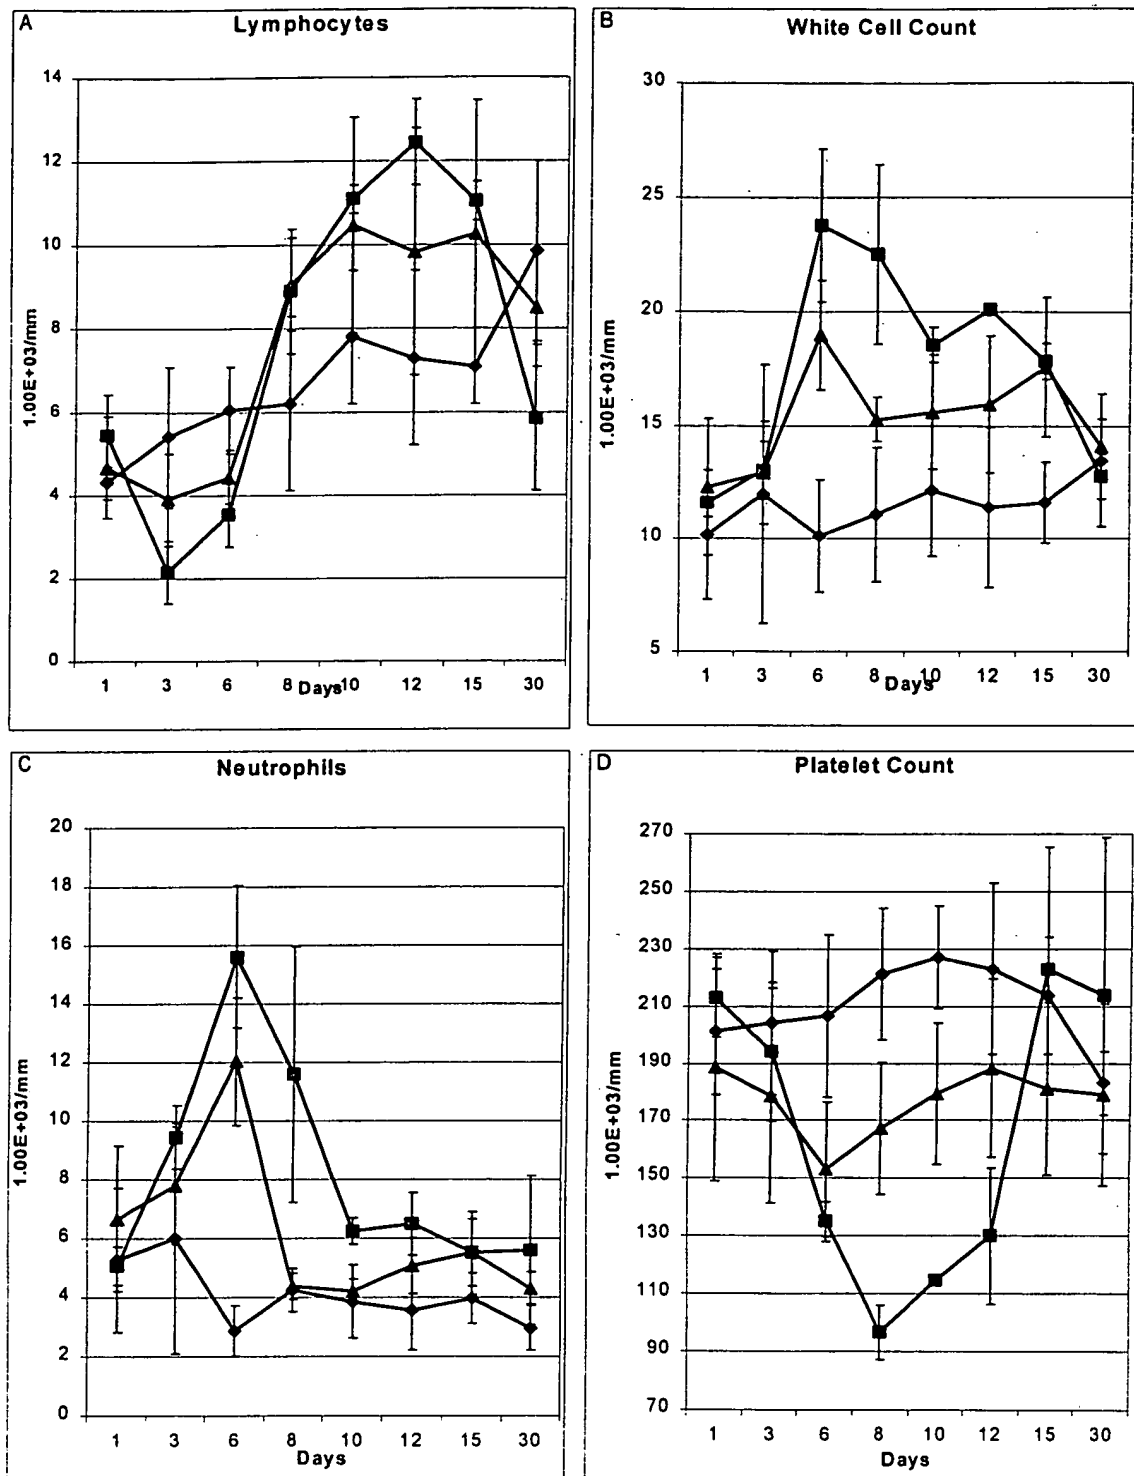 A
Lymphocytes
14
12
10
8
6
4
2
0
1.00E+03/mm
1 3 6 8 10 12 15 30
Days
B
White Cell Count
30
25
20
15
10
5
1.00E+03/mm
1 3 6 8 10 12 15 30
Days
C
Neutrophils
20
18
16
14
12
10
8
6
4
2
0
1.00E+03/mm
1 3 6 8 10 12 15 30
Days
D
Platelet Count
270
250
230
210
190
170
150
130
110
90
70
1.00E+03/mm
1 3 6 8 10 12 15 30
Days